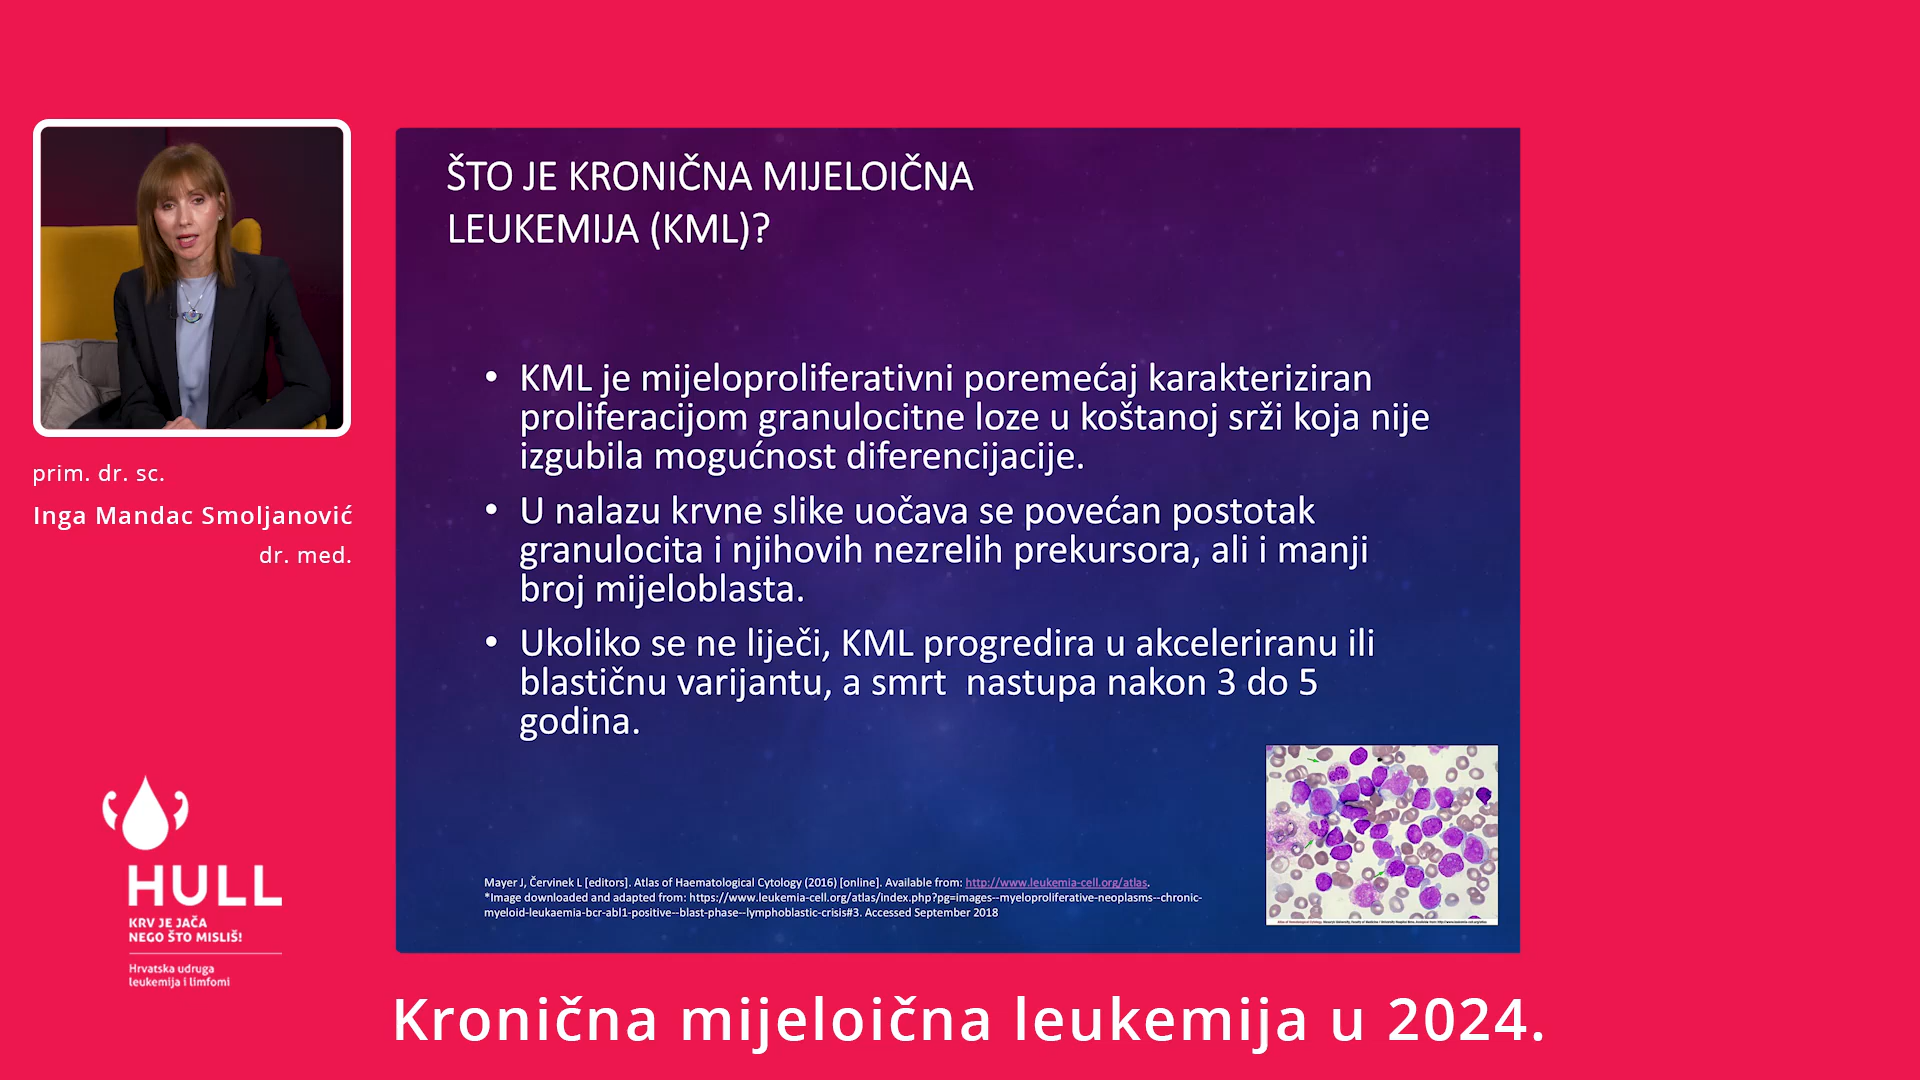 ŠTO JE KRONIČNA MIJELOIČNA
LEUKEMIJA (KML)?
• KML je mijeloproliferativni poremećaj karakteriziran
proliferacijom granulocitne loze u koštanoj srži koja nije
izgubila mogućnost diferencijacije.
• U nalazu krvne slike uočava se povećan postotak
granulocita i njihovih nezrelih prekursora, ali i manji
broj mijeloblasta.
• Ukoliko se ne liječi, KML progredira u akceleriranu ili
blastičnu varijantu, a smrt nastupa nakon 3 do 5
godina.
Mayer J, Červinek L [editors]. Atlas of Haematological Cytology (2016) [online]. Available from: http://www.leukemia-cell.org/atlas.
*Image downloaded and adapted from: https://www.leukemia-cell.org/atlas/index.php?pg=images--myeloproliferative-neoplasms--chronic-
myeloid-leukaemia-bcr-abl1-positive--blast-phase--lymphoblastic-crisis#3. Accessed September 2018
prim. dr. sc.
Inga Mandac Smoljanović
dr. med.
HULL
KRV JE JAČA
NEGO ŠTO MISLIŠ!
Hrvatska udruga
leukemija i limfomi
Kronična mijeloična leukemija u 2024.